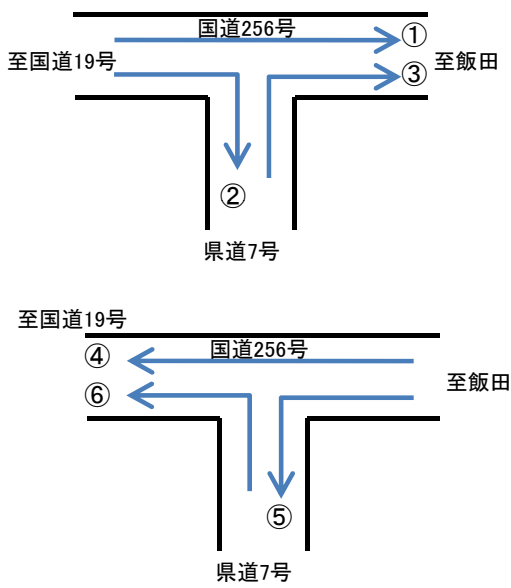 国道256号
①
至国道19号
至飯田
③
②
県道7号
至国道19号
国道256号
④
至飯田
⑥
⑤
県道7号